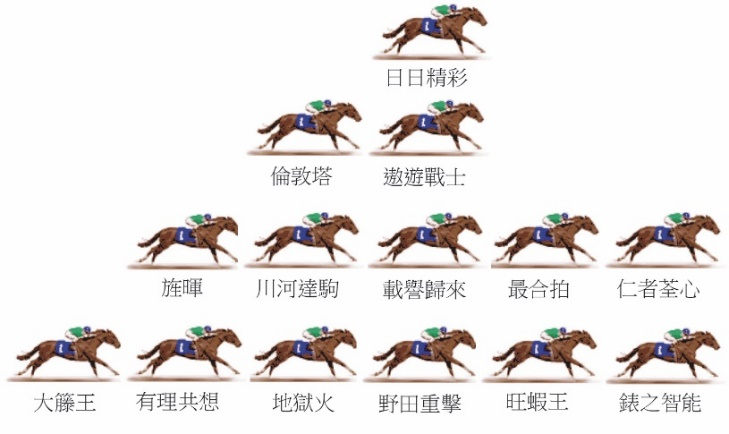 日日精彩
倫敦塔 遨遊戰士
旌暉 川河達駒 載譽歸來 最合拍 仁者荃心
大籐王 有理共想 地獄火 野田重擊 旺蝦王 錶之智能